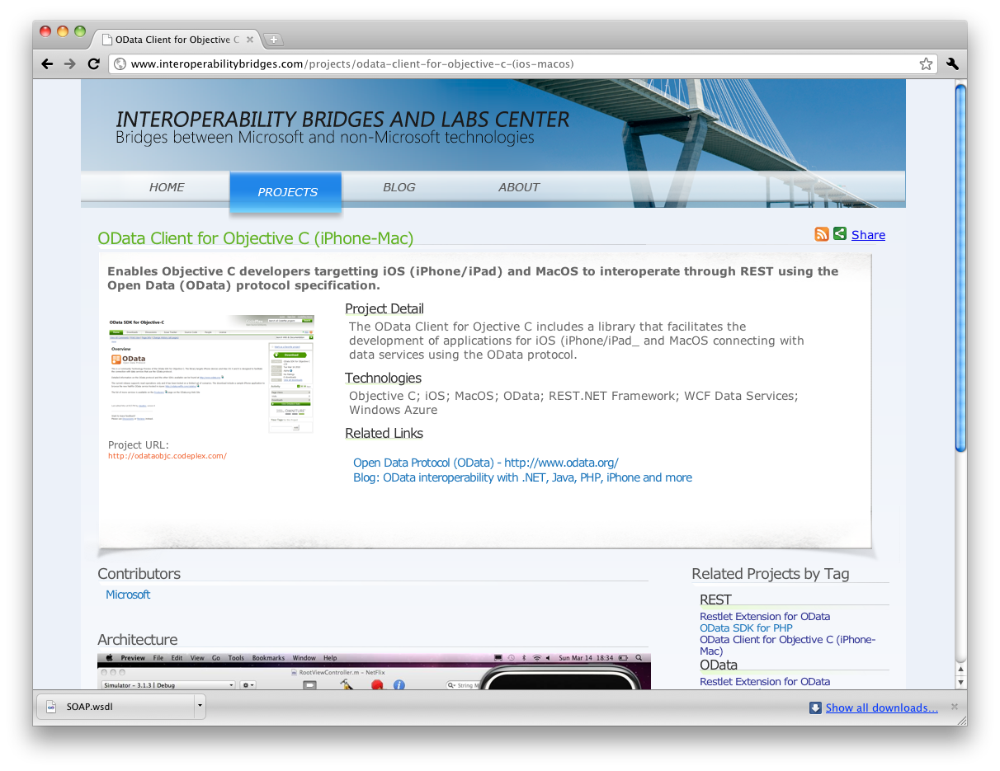 OData Client for Objective C
www.interoperabilitybridges.com/projects/odata-client-for-objective-c-(ios-macos)
INTEROPERABILITY BRIDGES AND LABS CENTER
Bridges between Microsoft and non-Microsoft technologies
HOME PROJECTS BLOG ABOUT
OData Client for Objective C (iPhone-Mac)
Share
Enables Objective C developers targetting iOS (iPhone/iPad) and MacOS to interoperate through REST using the
Open Data (OData) protocol specification.
OData SDK for Objective-C
Overview
OData
Download
Project URL:
http://odataobjc.codeplex.com/
Project Detail
The OData Client for Ojective C includes a library that facilitates the
development of applications for iOS (iPhone/iPad_ and MacOS connecting with
data services using the OData protocol.
Technologies
Objective C; iOS; MacOS; OData; REST.NET Framework; WCF Data Services;
Windows Azure
Related Links
Open Data Protocol (OData) - http://www.odata.org/
Blog: OData interoperability with .NET, Java, PHP, iPhone and more
Contributors
Microsoft
Architecture
Preview File Edit View Go Tools Bookmarks Window Help Sun Mar 14 18:34
RootViewController.m - NetFlix
Simulator - 3.1.3 | Debug
String M
Related Projects by Tag
REST
Restlet Extension for OData
OData SDK for PHP
OData Client for Objective C (iPhone-
Mac)
OData
Restlet Extension for OData
SOAP.wsdl
Show all downloads...